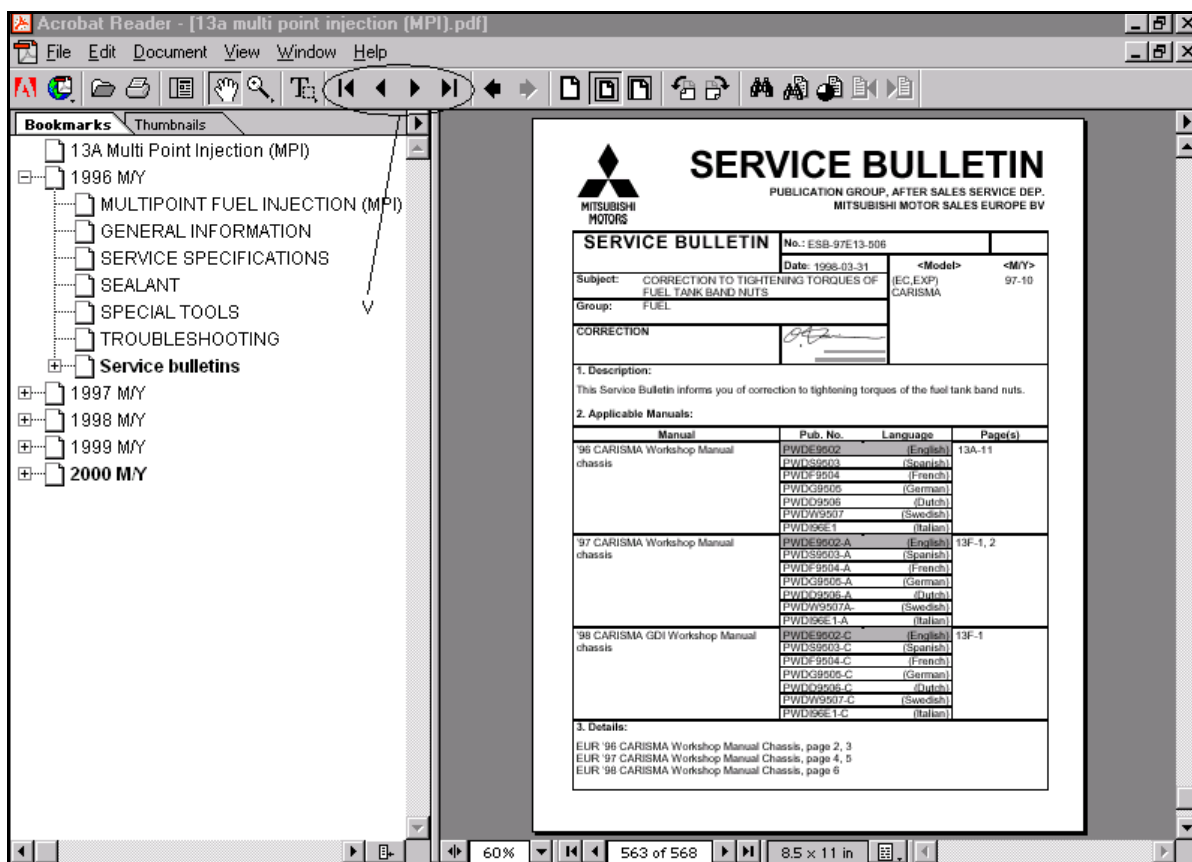 Acrobat Reader - [13a multi point injection (MPI).pdf]
File Edit Document View Window Help
Bookmarks Thumbnails
13A Multi Point Injection (MPI)
1996 M/Y
MULTIPOINT FUEL INJECTION (MPI)
GENERAL INFORMATION
SERVICE SPECIFICATIONS
SEALANT
SPECIAL TOOLS
TROUBLESHOOTING
Service bulletins
1997 M/Y
1998 M/Y
1999 M/Y
2000 M/Y
MITSUBISHI
MOTORS
SERVICE BULLETIN
PUBLICATION GROUP, AFTER SALES SERVICE DEP.
MITSUBISHI MOTOR SALES EUROPE BV
SERVICE BULLETIN No.: ESB-97E13-506
Date: 1998-03-31 <Model> <M/Y>
Subject: CORRECTION TO TIGHTENING TORQUES OF (EC,EXP) 97-10
FUEL TANK BAND NUTS CARISMA
Group: FUEL
CORRECTION
1. Description:
This Service Bulletin informs you of correction to tightening torques of the fuel tank band nuts.
2. Applicable Manuals:
Manual Pub. No. Language Page(s)
'96 CARISMA Workshop Manual PWDE9502 (English) 13A-11
chassis PWDS9503 (Spanish)
PWDF9504 (French)
PWDG9505 (German)
PWDD9506 (Dutch)
PWDW9507 (Swedish)
PWDI96E1 (Italian)
'97 CARISMA Workshop Manual PWDE9502-A (English) 13F-1, 2
chassis PWDS9503-A (Spanish)
PWDF9504-A (French)
PWDG9505-A (German)
PWDD9506-A (Dutch)
PWDW9507A- (Swedish)
PWDI96E1-A (Italian)
'98 CARISMA GDI Workshop Manual PWDE9502-C (English) 13F-1
chassis PWDS9503-C (Spanish)
PWDF9504-C (French)
PWDG9505-C (German)
PWDD9506-C (Dutch)
PWDW9507-C (Swedish)
PWDI96E1-C (Italian)
3. Details:
EUR '96 CARISMA Workshop Manual Chassis, page 2, 3
EUR '97 CARISMA Workshop Manual Chassis, page 4, 5
EUR '98 CARISMA Workshop Manual Chassis, page 6
60% 563 of 568 8.5 x 11 in